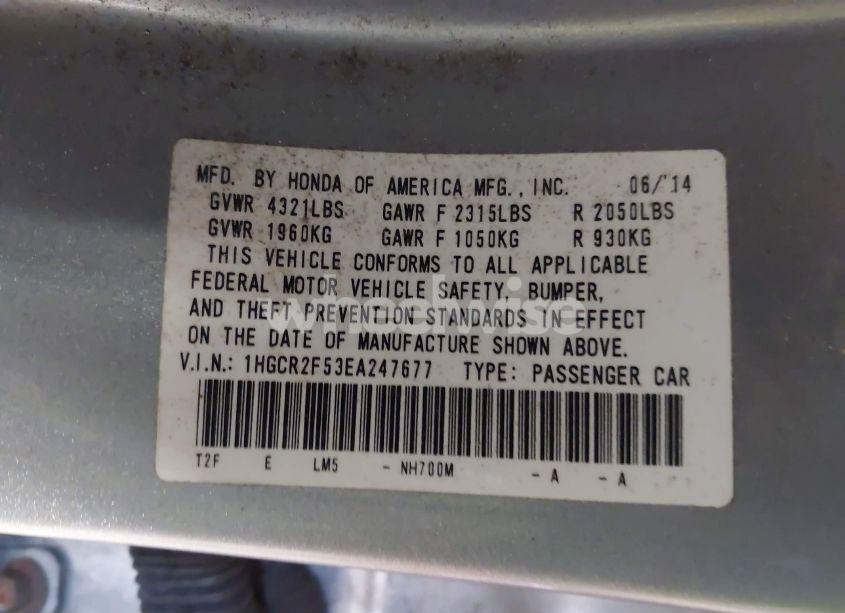 MFD. BY HONDA OF AMERICA MFG., INC. 06/'14
GVWR 4321LBS GAWR F 2315LBS R 2050LBS
GVWR 1960KG GAWR F 1050KG R 930KG
THIS VEHICLE CONFORMS TO ALL APPLICABLE
FEDERAL MOTOR VEHICLE SAFETY, BUMPER,
AND THEFT PREVENTION STANDARDS IN EFFECT
ON THE DATE OF MANUFACTURE SHOWN ABOVE.
V.I.N.: 1HGCR2F53EA247677 TYPE: PASSENGER CAR
T2F E LM5 - NH700M - A - A
wheelwise